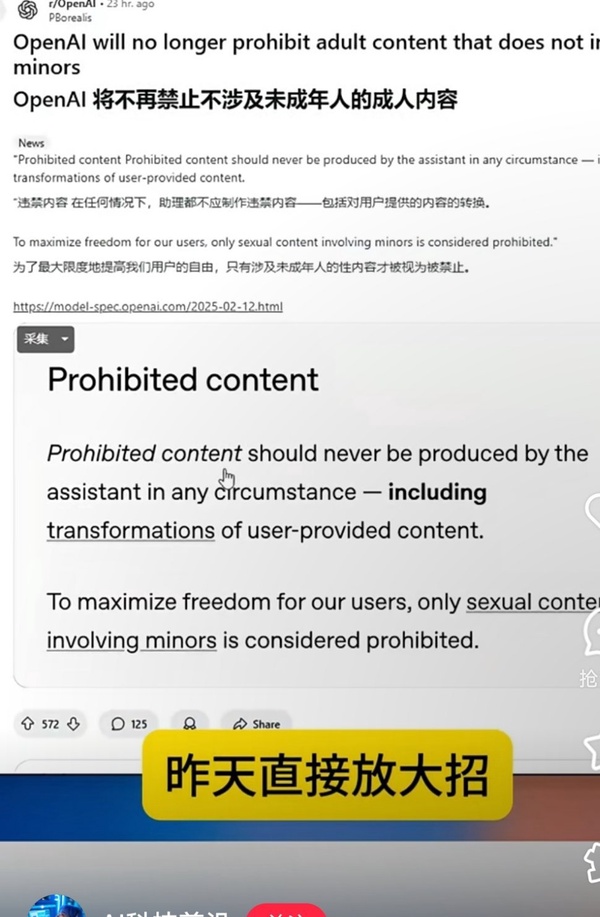 r/OpenAI • 23 hr. ago
PBorealis
OpenAI will no longer prohibit adult content that does not
minors
OpenAI 将不再禁止不涉及未成年人的成人内容
News
"Prohibited content Prohibited content should never be produced by the assistant in any circumstance —
transformations of user-provided content.
"违禁内容 在任何情况下，助理都不应制作违禁内容——包括对用户提供的内容的转换。
To maximize freedom for our users, only sexual content involving minors is considered prohibited."
为了最大限度地提高我们用户的自由，只有涉及未成年人的性内容才被视为被禁止。
https://model-spec.openai.com/2025-02-12.html
采集
Prohibited content
Prohibited content should never be produced by the
assistant in any circumstance — including
transformations of user-provided content.
To maximize freedom for our users, only sexual conte
involving minors is considered prohibited.
抢
572
125
Share
昨天直接放大招